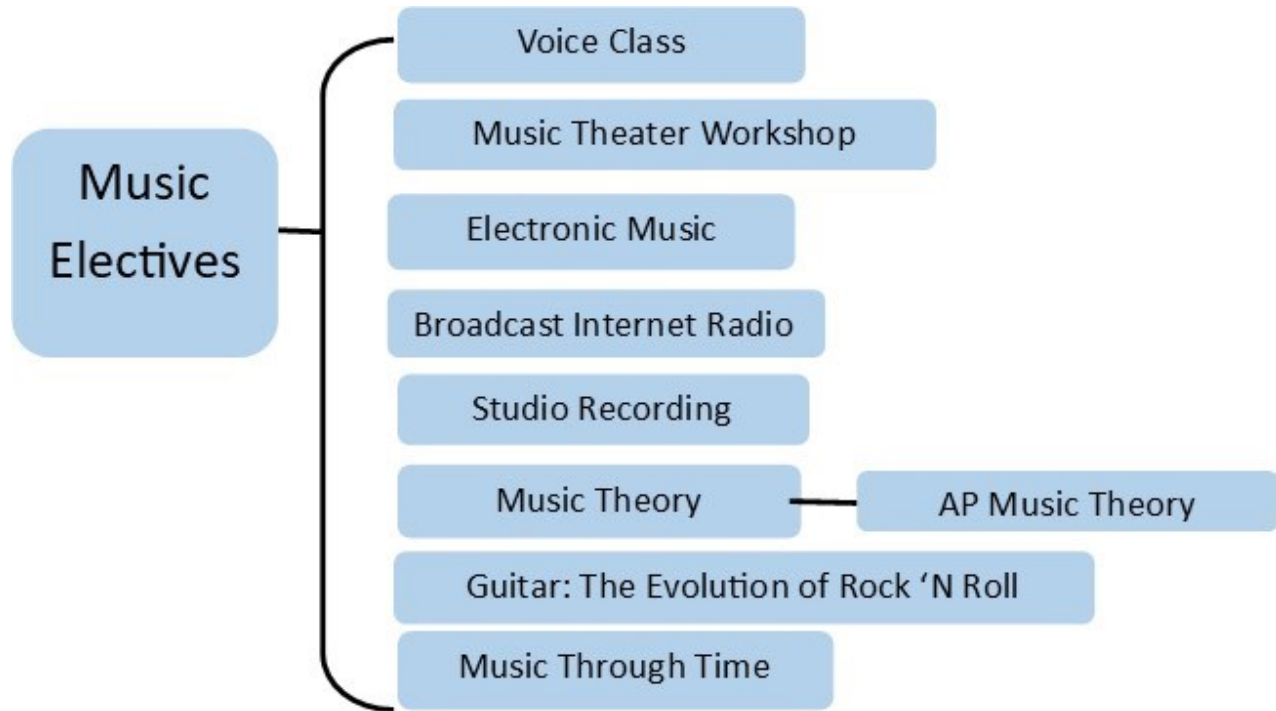 Voice Class
Music Theater Workshop
Music
Electives
Electronic Music
Broadcast Internet Radio
Studio Recording
Music Theory
AP Music Theory
Guitar: The Evolution of Rock ‘N Roll
Music Through Time